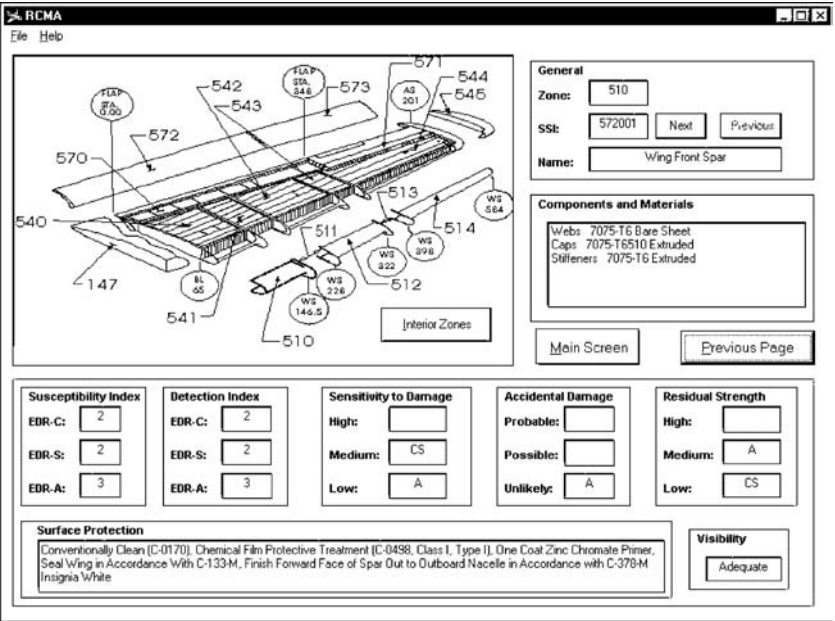 RCMA
File Help
FLAP STA. 0.00
FLAP STA. 348
AS 201
571
542
543
573
544
545
572
570
540
513
511
514
WS 584
WS 398
WS 322
512
147
BL 65
WS 228
WS 146.5
541
510
Interior Zones
General
Zone: 510
SSI: 572001 Next Previous
Name: Wing Front Spar
Components and Materials
Webs 7075-T6 Bare Sheet
Caps 7075-T6510 Extruded
Stiffeners 7075-T6 Extruded
Main Screen Previous Page
Susceptibility Index
EDR-C: 2
EDR-S: 2
EDR-A: 3
Detection Index
EDR-C: 2
EDR-S: 2
EDR-A: 3
Sensitivity to Damage
High:
Medium: CS
Low: A
Accidental Damage
Probable:
Possible:
Unlikely: A
Residual Strength
High:
Medium: A
Low: CS
Surface Protection
Conventionally Clean (C-0170), Chemical Film Protective Treatment (C-0498, Class I, Type I), One Coat Zinc Chromate Primer,
Seal Wing in Accordance With C-133-M, Finish Forward Face of Spar Out to Outboard Nacelle in Accordance with C-378-M
Insignia White
Visibility
Adequate